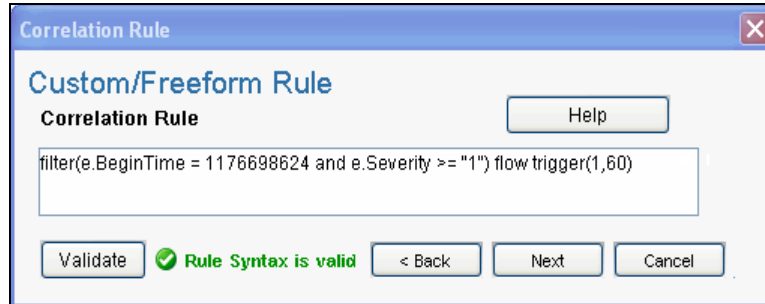 Correlation Rule
Custom/Freeform Rule
Correlation Rule
Help
filter(e.BeginTime = 1176698624 and e.Severity >= "1") flow trigger(1,60)
Validate
Rule Syntax is valid
< Back
Next
Cancel